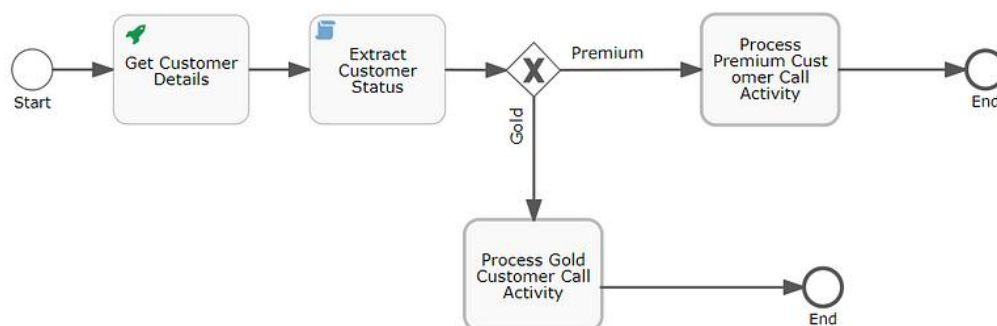 Start
Get Customer
Details
Extract
Customer
Status
X
Premium
Gold
Process
Premium Cust
omer Call
Activity
End
Process Gold
Customer Call
Activity
End